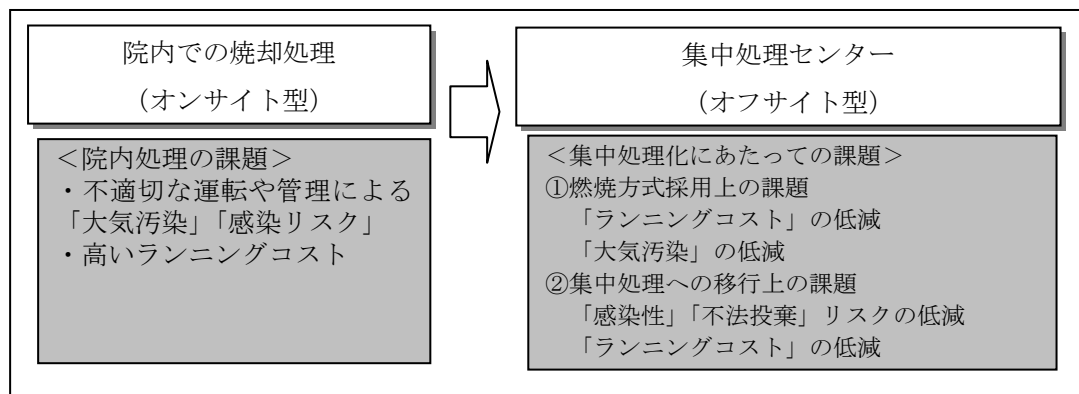 院内での焼却処理
（オンサイト型）
＜院内処理の課題＞
・不適切な運転や管理による
「大気汚染」「感染リスク」
・高いランニングコスト
集中処理センター
（オフサイト型）
＜集中処理化にあたっての課題＞
①燃焼方式採用上の課題
「ランニングコスト」の低減
「大気汚染」の低減
②集中処理への移行上の課題
「感染性」「不法投棄」リスクの低減
「ランニングコスト」の低減